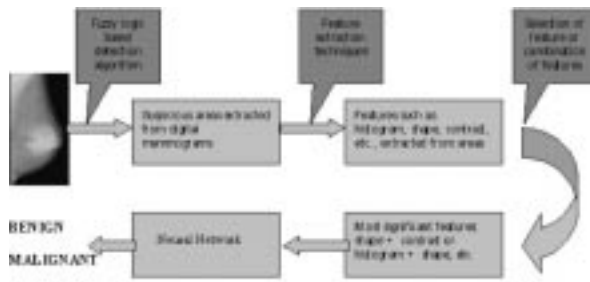 Fuzzy logic
based
detection
algorithm
Feature
extraction
techniques
Selection of
feature or
combination
of features
Suspicious areas extracted
from digital
mammograms
Features such as
histogram, shape, contrast,
etc., extracted from areas
Most significant features
shape + contrast or
histogram + shape, etc.
Neural Network
BENIGN
MALIGNANT